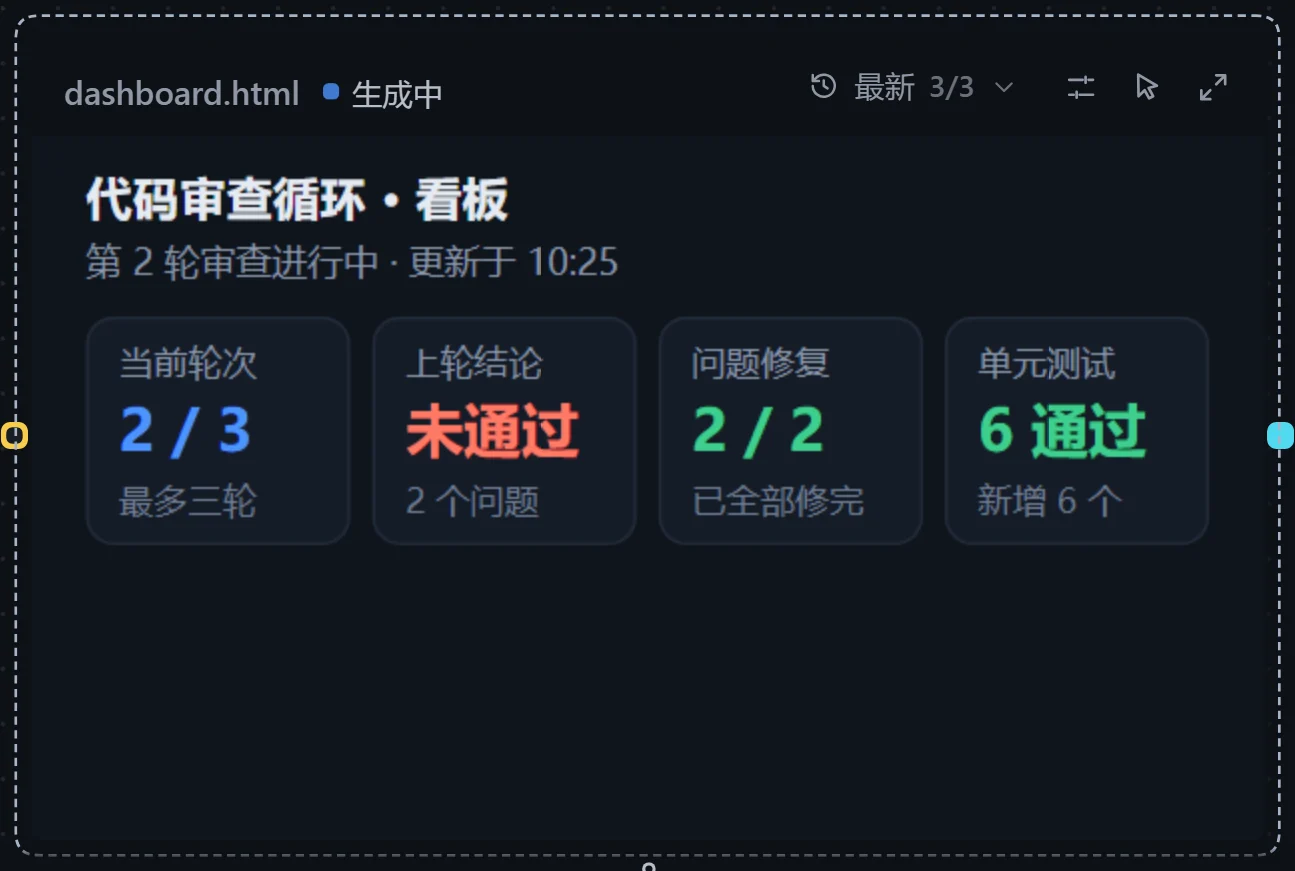 dashboard.html 生成中 最新 3/3
代码审查循环 • 看板
第 2 轮审查进行中 · 更新于 10:25
当前轮次
2 / 3
最多三轮
上轮结论
未通过
2 个问题
问题修复
2 / 2
已全部修完
单元测试
6 通过
新增 6 个